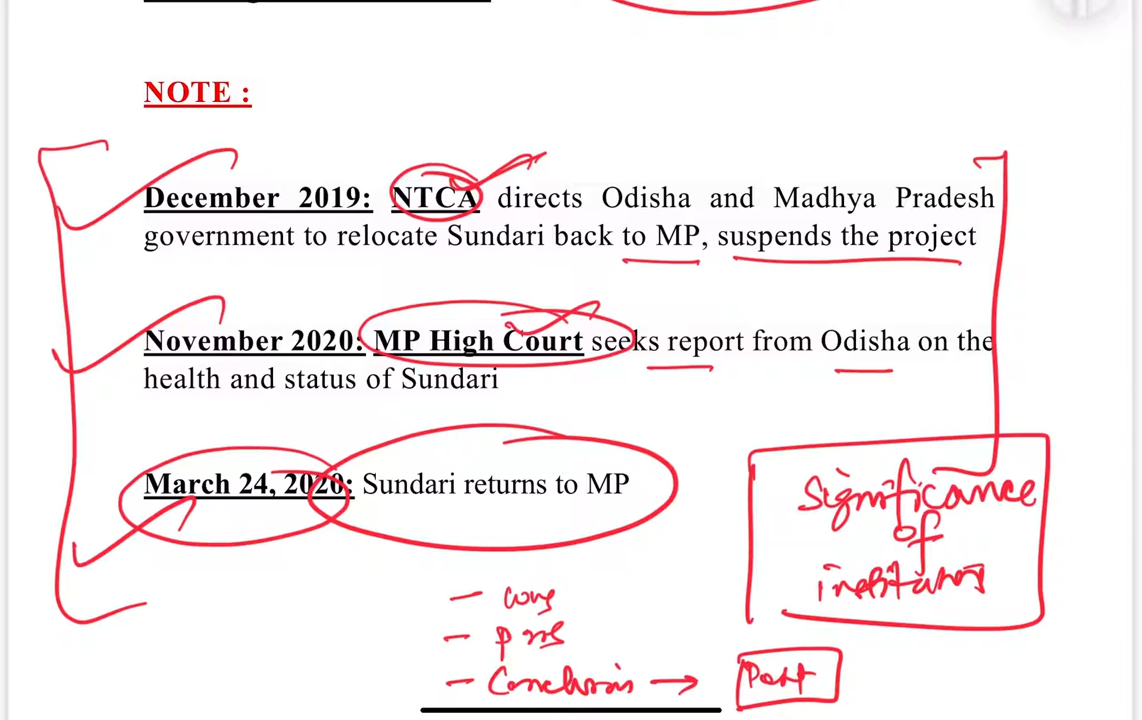 NOTE :
December 2019: NTCA directs Odisha and Madhya Pradesh
government to relocate Sundari back to MP, suspends the project
November 2020: MP High Court seeks report from Odisha on the
health and status of Sundari
March 24, 2020: Sundari returns to MP
Significance
of
- cons
- pros
- Conclusion →